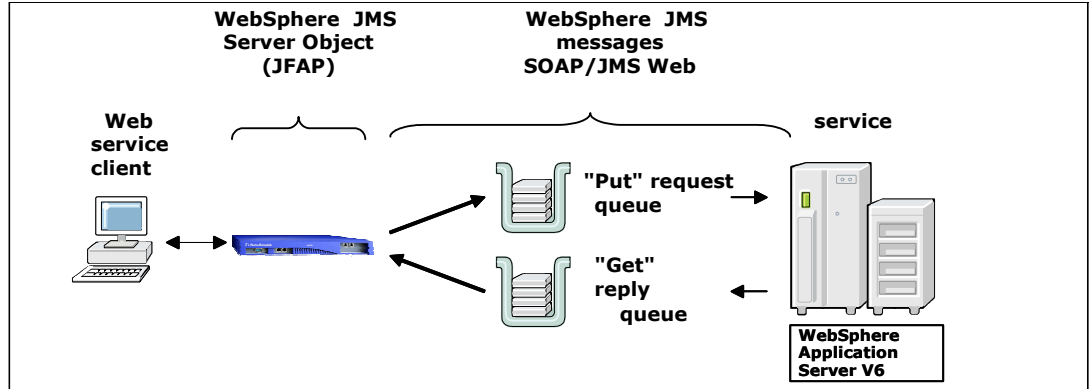 WebSphere JMS
Server Object
(JFAP)
WebSphere JMS
messages
SOAP/JMS Web
Web
service
client
service
"Put" request
queue
"Get"
reply
queue
WebSphere
Application
Server V6